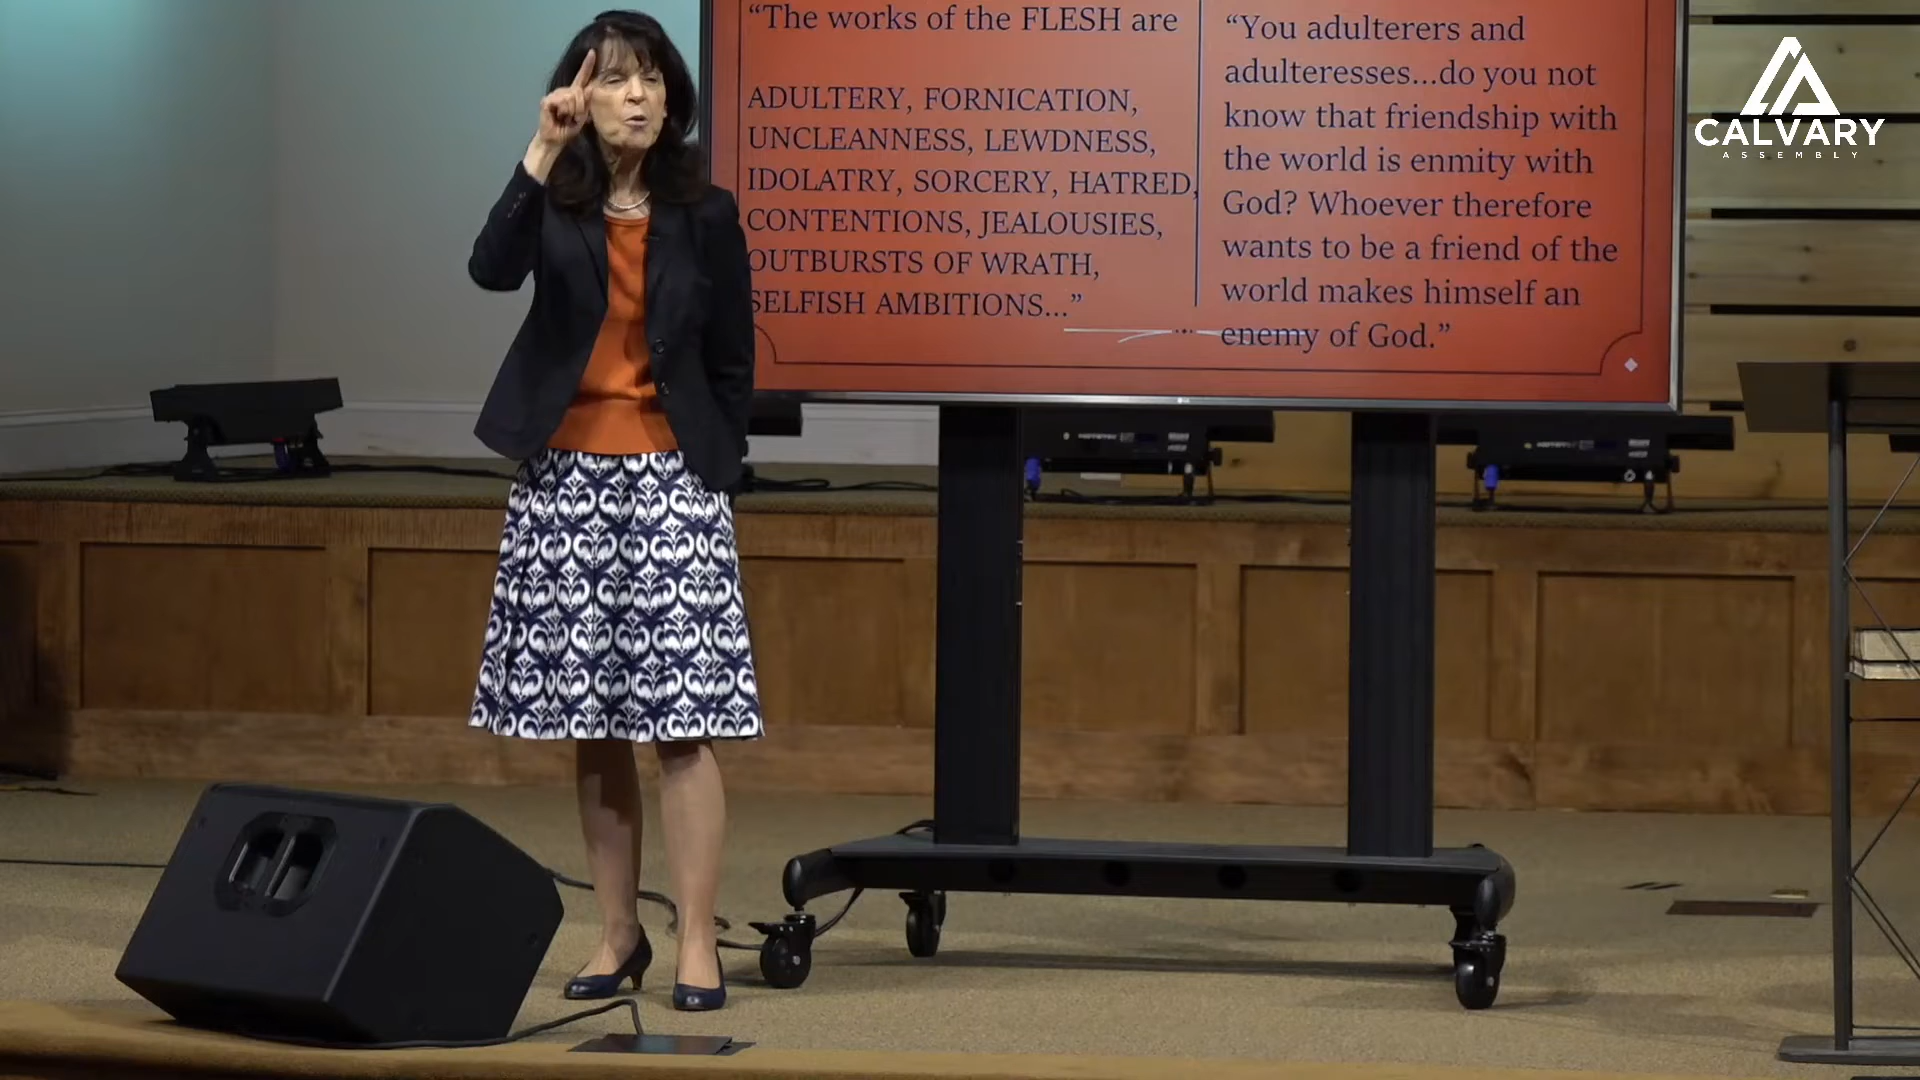 “The works of the FLESH are
ADULTERY, FORNICATION,
UNCLEANNESS, LEWDNESS,
IDOLATRY, SORCERY, HATRED,
CONTENTIONS, JEALOUSIES,
OUTBURSTS OF WRATH,
SELFISH AMBITIONS...”
“You adulterers and
adulteresses...do you not
know that friendship with
the world is enmity with
God? Whoever therefore
wants to be a friend of the
world makes himself an
enemy of God.”
CALVARY
ASSEMBLY